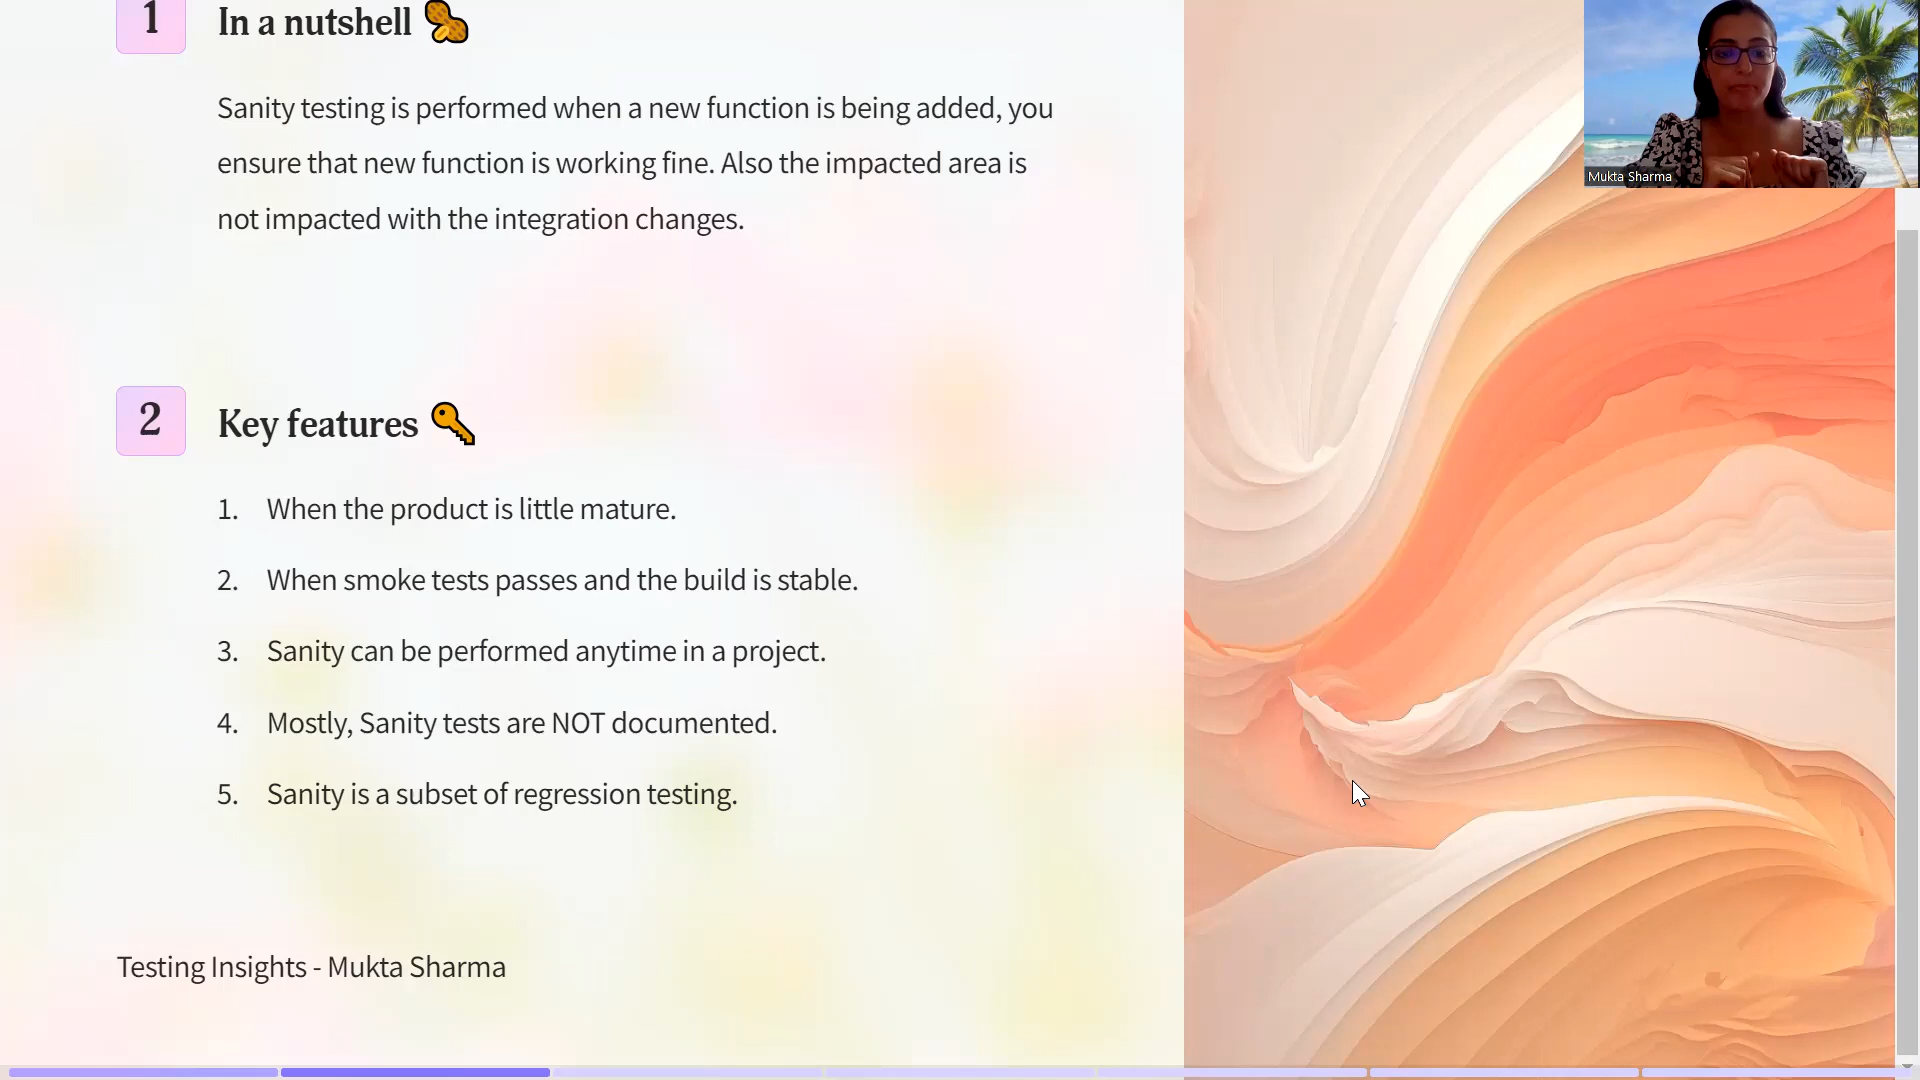 1
In a nutshell
Sanity testing is performed when a new function is being added, you
ensure that new function is working fine. Also the impacted area is
not impacted with the integration changes.
2
Key features
1. When the product is little mature.
2. When smoke tests passes and the build is stable.
3. Sanity can be performed anytime in a project.
4. Mostly, Sanity tests are NOT documented.
5. Sanity is a subset of regression testing.
Testing Insights - Mukta Sharma
Mukta Sharma